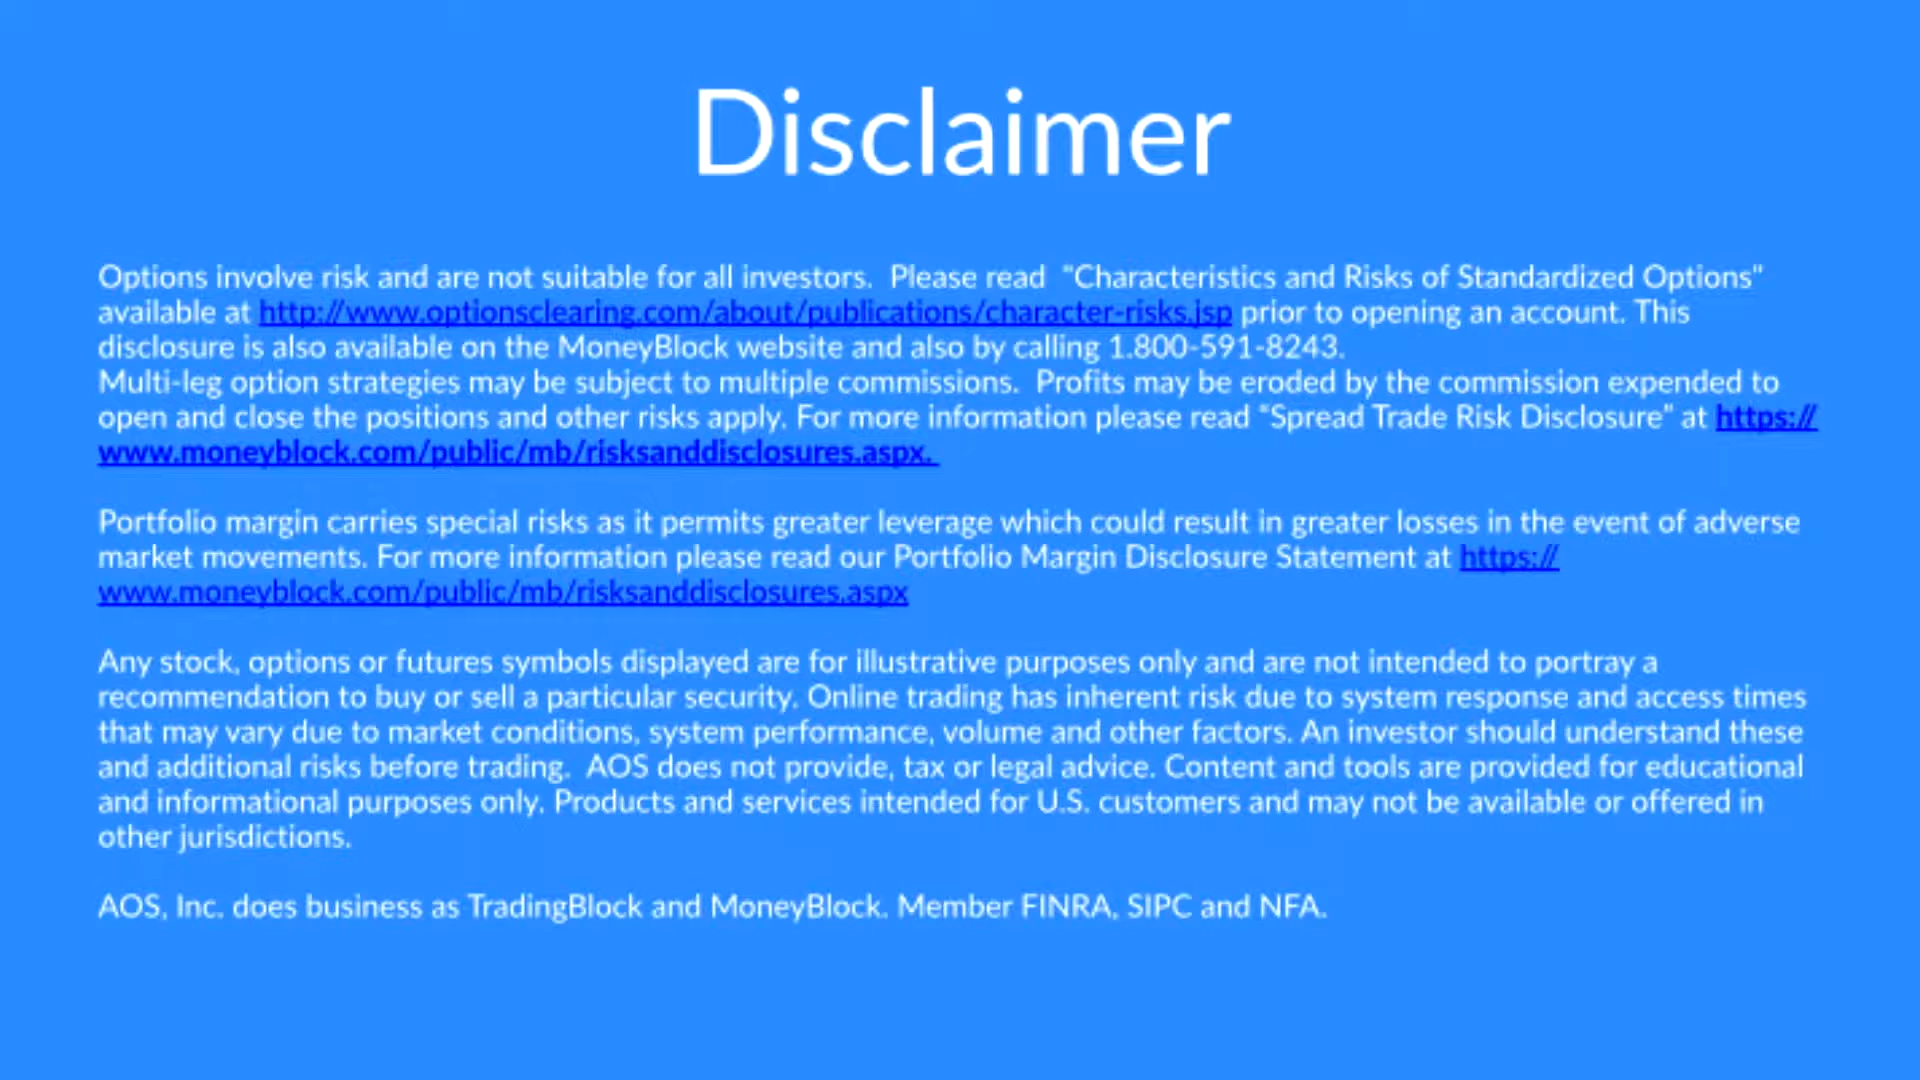 Disclaimer
Options involve risk and are not suitable for all investors.  Please read  "Characteristics and Risks of Standardized Options"
available at http://www.optionsclearing.com/about/publications/character-risks.jsp prior to opening an account. This
disclosure is also available on the MoneyBlock website and also by calling 1.800-591-8243.
Multi-leg option strategies may be subject to multiple commissions.  Profits may be eroded by the commission expended to
open and close the positions and other risks apply. For more information please read “Spread Trade Risk Disclosure” at https://
www.moneyblock.com/public/mb/risksanddisclosures.aspx.
Portfolio margin carries special risks as it permits greater leverage which could result in greater losses in the event of adverse
market movements. For more information please read our Portfolio Margin Disclosure Statement at https://
www.moneyblock.com/public/mb/risksanddisclosures.aspx
Any stock, options or futures symbols displayed are for illustrative purposes only and are not intended to portray a
recommendation to buy or sell a particular security. Online trading has inherent risk due to system response and access times
that may vary due to market conditions, system performance, volume and other factors. An investor should understand these
and additional risks before trading.  AOS does not provide, tax or legal advice. Content and tools are provided for educational
and informational purposes only. Products and services intended for U.S. customers and may not be available or offered in
other jurisdictions.
AOS, Inc. does business as TradingBlock and MoneyBlock. Member FINRA, SIPC and NFA.